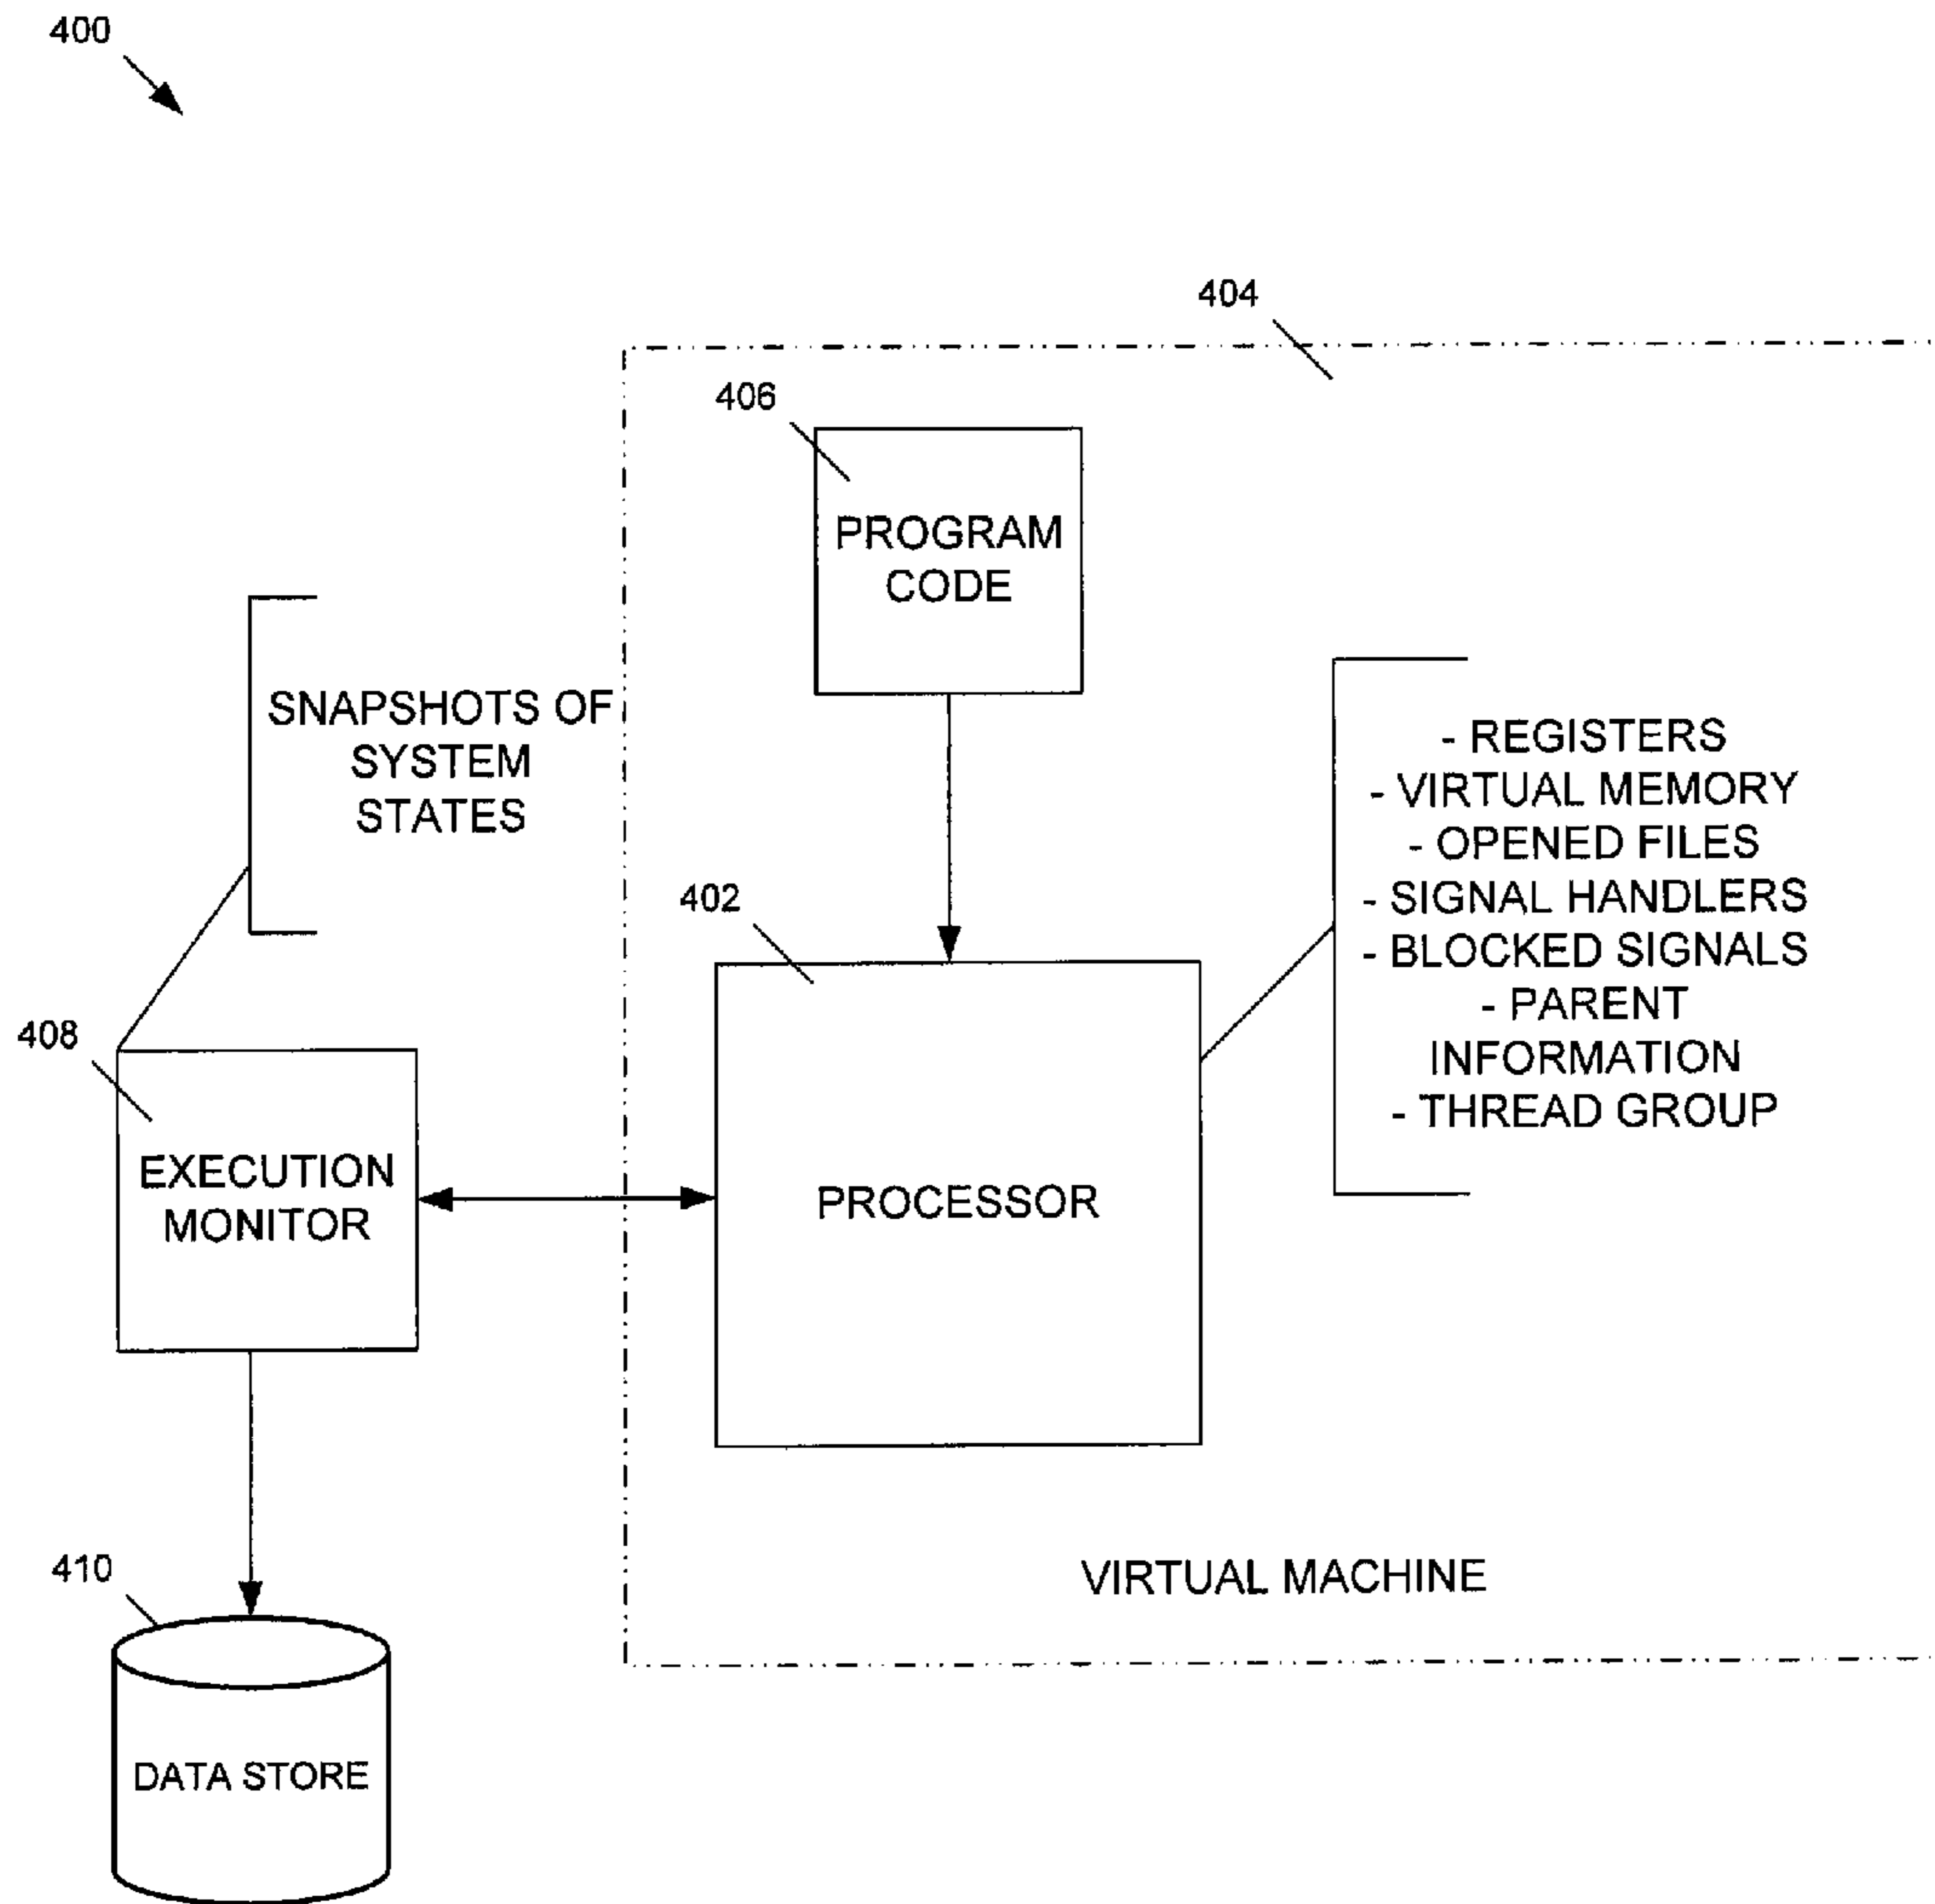 400
404
406
PROGRAM
CODE
SNAPSHOTS OF
SYSTEM
STATES
- REGISTERS
- VIRTUAL MEMORY
- OPENED FILES
- SIGNAL HANDLERS
- BLOCKED SIGNALS
- PARENT
INFORMATION
- THREAD GROUP
402
408
EXECUTION
MONITOR
PROCESSOR
410
VIRTUAL MACHINE
DATA STORE